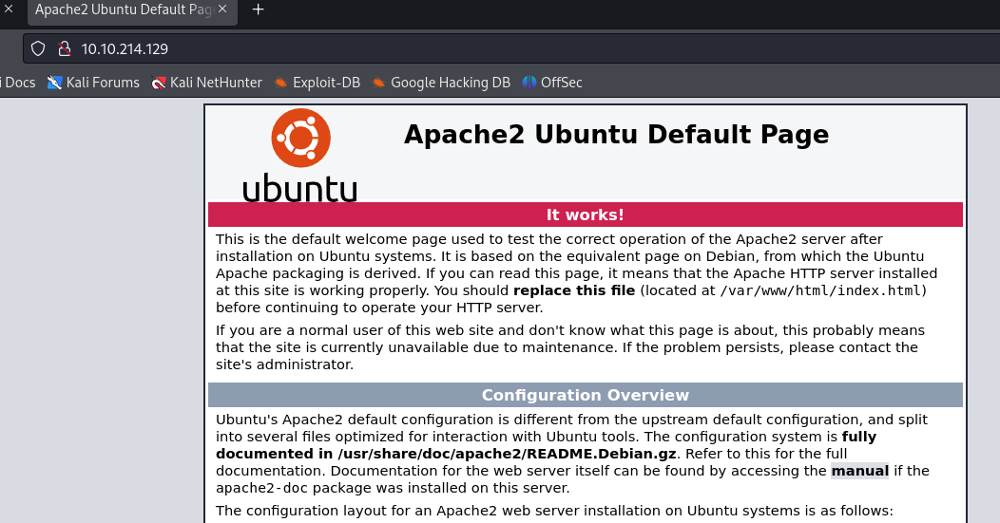 Apache2 Ubuntu Default Pag
10.10.214.129
i Docs Kali Forums Kali NetHunter Exploit-DB Google Hacking DB OffSec
Apache2 Ubuntu Default Page
ubuntu
It works!
This is the default welcome page used to test the correct operation of the Apache2 server after
installation on Ubuntu systems. It is based on the equivalent page on Debian, from which the Ubuntu
Apache packaging is derived. If you can read this page, it means that the Apache HTTP server installed
at this site is working properly. You should replace this file (located at /var/www/html/index.html)
before continuing to operate your HTTP server.
If you are a normal user of this web site and don't know what this page is about, this probably means
that the site is currently unavailable due to maintenance. If the problem persists, please contact the
site's administrator.
Configuration Overview
Ubuntu's Apache2 default configuration is different from the upstream default configuration, and split
into several files optimized for interaction with Ubuntu tools. The configuration system is fully
documented in /usr/share/doc/apache2/README.Debian.gz. Refer to this for the full
documentation. Documentation for the web server itself can be found by accessing the manual if the
apache2-doc package was installed on this server.
The configuration layout for an Apache2 web server installation on Ubuntu systems is as follows: